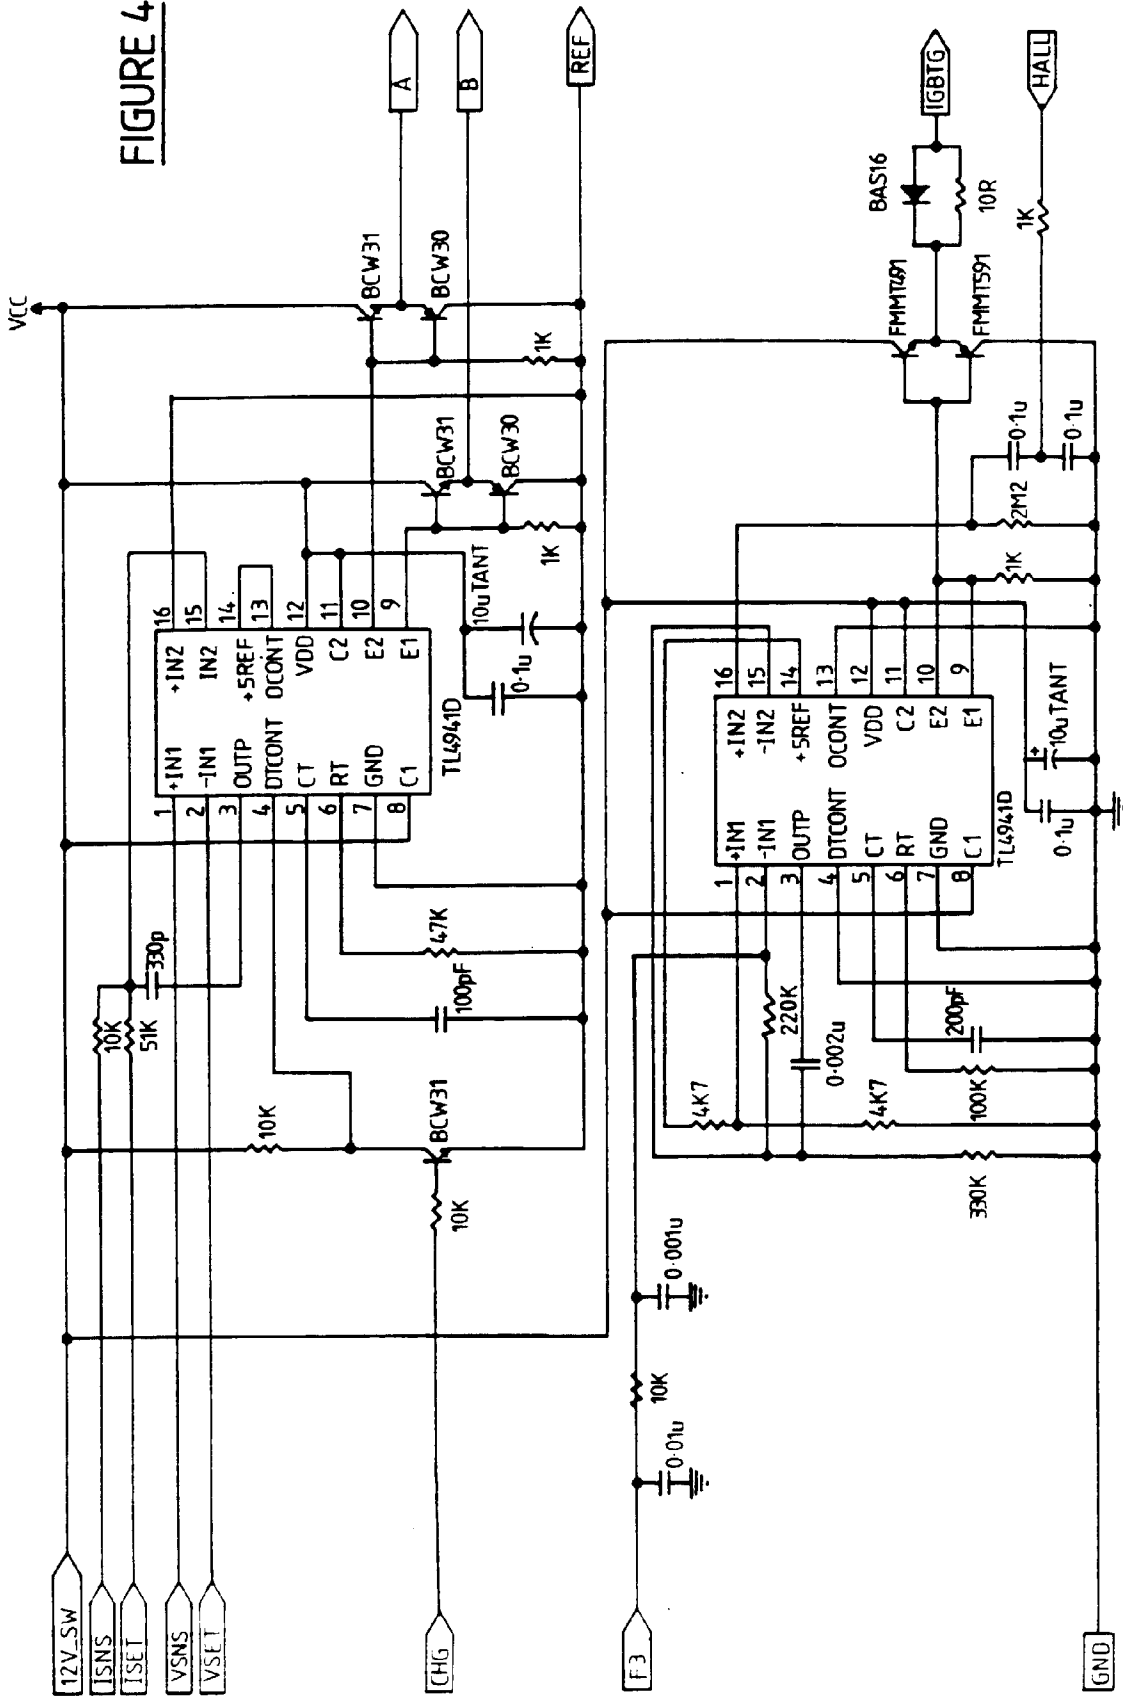 FIGURE 4
VCC
A
B
REF
BCW31
BCW30
1K
BCW31
BCW30
1K
10u TANT
0·1u
TL4941D
+IN1
-IN1
OUTP
DTCONT
CT
RT
GND
C1
+IN2
IN2
+5REF
OCONT
VDD
C2
E2
E1
1
2
3
4
5
6
7
8
16
15
14
13
12
11
10
9
330p
10K
51K
47K
100pF
10K
BCW31
10K
12V_SW
ISNS
ISET
VSNS
VSET
CHG
IGBTG
HALL
BAS16
10R
1K
FMMT491
FMMT591
0·1u
0·1u
2M2
1K
10u TANT
+
0·1u
TL4941D
+IN1
-IN1
OUTP
DTCONT
CT
RT
GND
C1
+IN2
-IN2
+5REF
OCONT
VDD
C2
E2
E1
1
2
3
4
5
6
7
8
16
15
14
13
12
11
10
9
220K
0·002u
4K7
4K7
200pF
100K
330K
0·001u
10K
0·01u
F3
GND